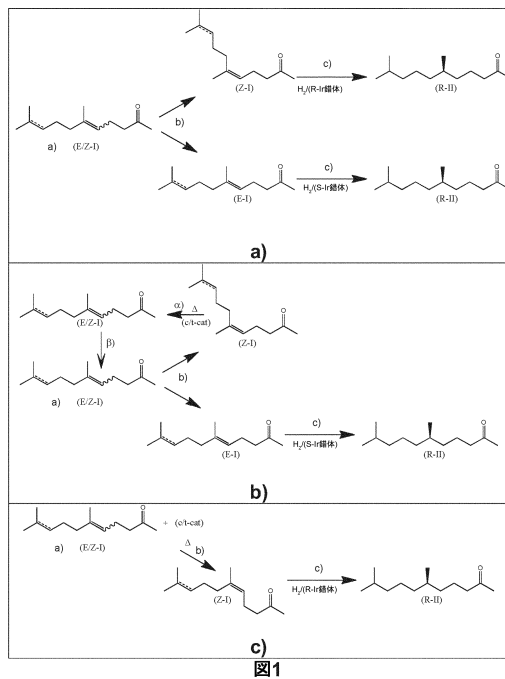 O
(Z-I)
c)
H2/(R-Ir錯体)
O
(R-II)
O
a) (E/Z-I)
b)
O
(E-I)
c)
H2/(S-Ir錯体)
O
(R-II)
a)
O
(E/Z-I)
α) Δ
(c/t-cat)
O
(Z-I)
β)
O
a) (E/Z-I)
b)
O
(E-I)
c)
H2/(S-Ir錯体)
O
(R-II)
b)
O
+ (c/t-cat)
a) (E/Z-I)
Δ b)
O
(Z-I)
c)
H2/(R-Ir錯体)
O
(R-II)
c)
図1